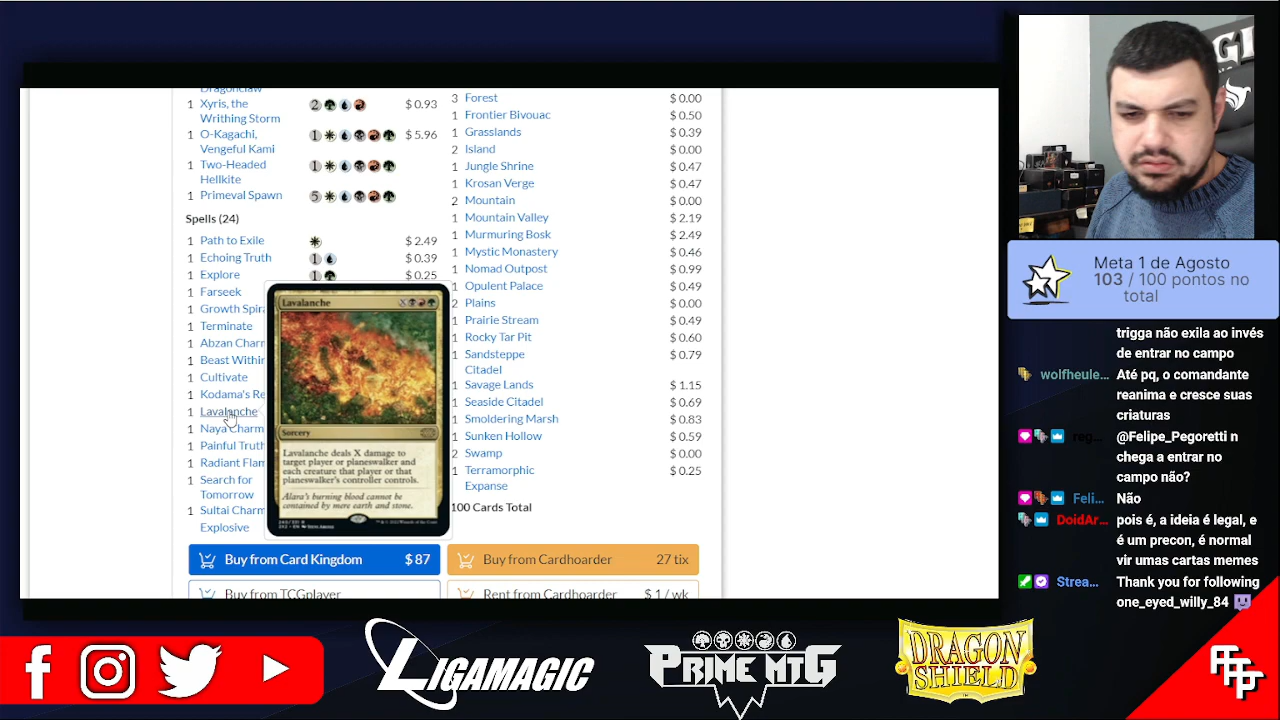 Dragonclaw
1 Xyris, the 2 $ 0.93
Writhing Storm
1 O-Kagachi, 1 $ 5.96
Vengeful Kami
1 Two-Headed 1
Hellkite
1 Primeval Spawn 5
Spells (24)
1 Path to Exile $ 2.49
1 Echoing Truth 1 $ 0.39
1 Explore 1 $ 0.25
1 Farseek
1 Growth Spira
1 Terminate
1 Abzan Charm
1 Beast Within
1 Cultivate
1 Kodama's Re
1 Lavalanche
1 Naya Charm
1 Painful Truth
1 Radiant Flam
1 Search for
Tomorrow
1 Sultai Charm
Explosive
Lavalanche X
Sorcery
Lavalanche deals X damage to
target player or planeswalker and
each creature that player or that
planeswalker's controller controls.
Alara's burning blood cannot be
contained by mere earth and stone.
3 Forest $ 0.00
1 Frontier Bivouac $ 0.50
1 Grasslands $ 0.39
2 Island $ 0.00
1 Jungle Shrine $ 0.47
1 Krosan Verge $ 0.47
2 Mountain $ 0.00
1 Mountain Valley $ 2.19
1 Murmuring Bosk $ 2.49
1 Mystic Monastery $ 0.46
1 Nomad Outpost $ 0.99
1 Opulent Palace $ 0.49
2 Plains $ 0.00
1 Prairie Stream $ 0.49
1 Rocky Tar Pit $ 0.60
1 Sandsteppe $ 0.79
Citadel
1 Savage Lands $ 1.15
1 Seaside Citadel $ 0.69
1 Smoldering Marsh $ 0.83
1 Sunken Hollow $ 0.59
2 Swamp $ 0.00
1 Terramorphic $ 0.25
Expanse
100 Cards Total
Buy from Card Kingdom $ 87
Buy from Cardhoarder 27 tix
Buy from TCGplayer
Rent from Cardhoarder $ 1 / wk
Meta 1 de Agosto
103 / 100 pontos no
total
trigga não exila ao invés
de entrar no campo
wolfheule... Até pq, o comandante
reanima e cresce suas
criaturas
reg... @Felipe_Pegoretti n
chega a entrar no
campo não?
Feli... Não
DoidAr... pois é, a ideia é legal, e
é um precon, é normal
vir umas cartas memes
Strea... Thank you for following
one_eyed_willy_84
LIGAMAGIC
PRIME MTG
DRAGON
SHIELD